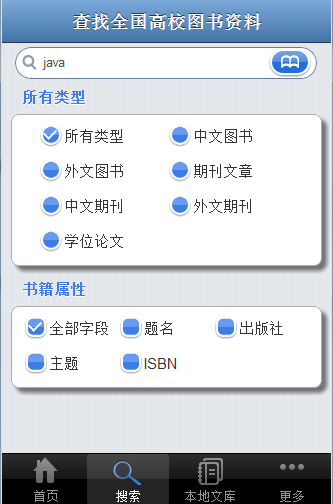 查找全国高校图书资料
java
所有类型
所有类型 中文图书
外文图书 期刊文章
中文期刊 外文期刊
学位论文
书籍属性
全部字段 题名 出版社
主题 ISBN
首页 搜索 本地文库 更多